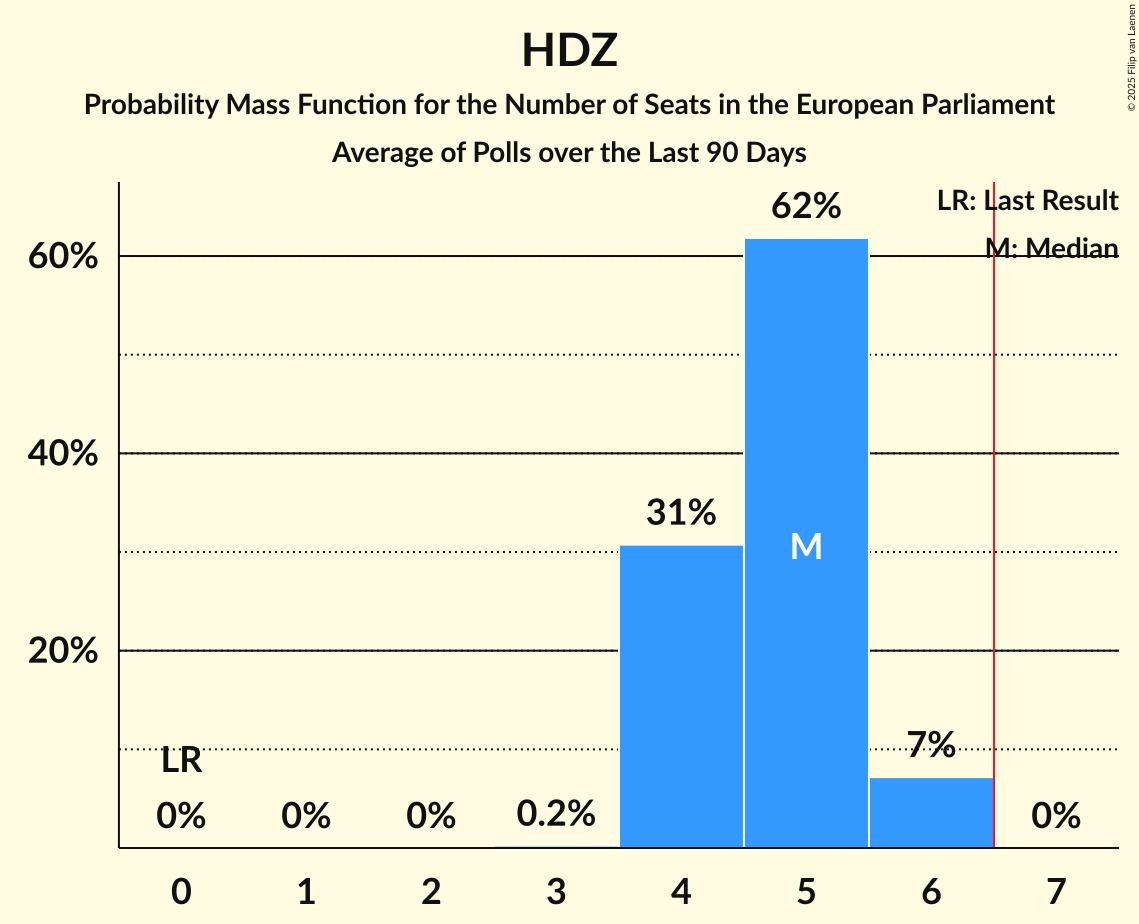 HDZ
Probability Mass Function for the Number of Seats in the European Parliament
Average of Polls over the Last 90 Days
© 2025 Filip van Laenen
LR: Last Result
M: Median
62%
60%
40%
31%
M
20%
7%
LR
0%
0%
0%
0.2%
0%
0 1 2 3 4 5 6 7